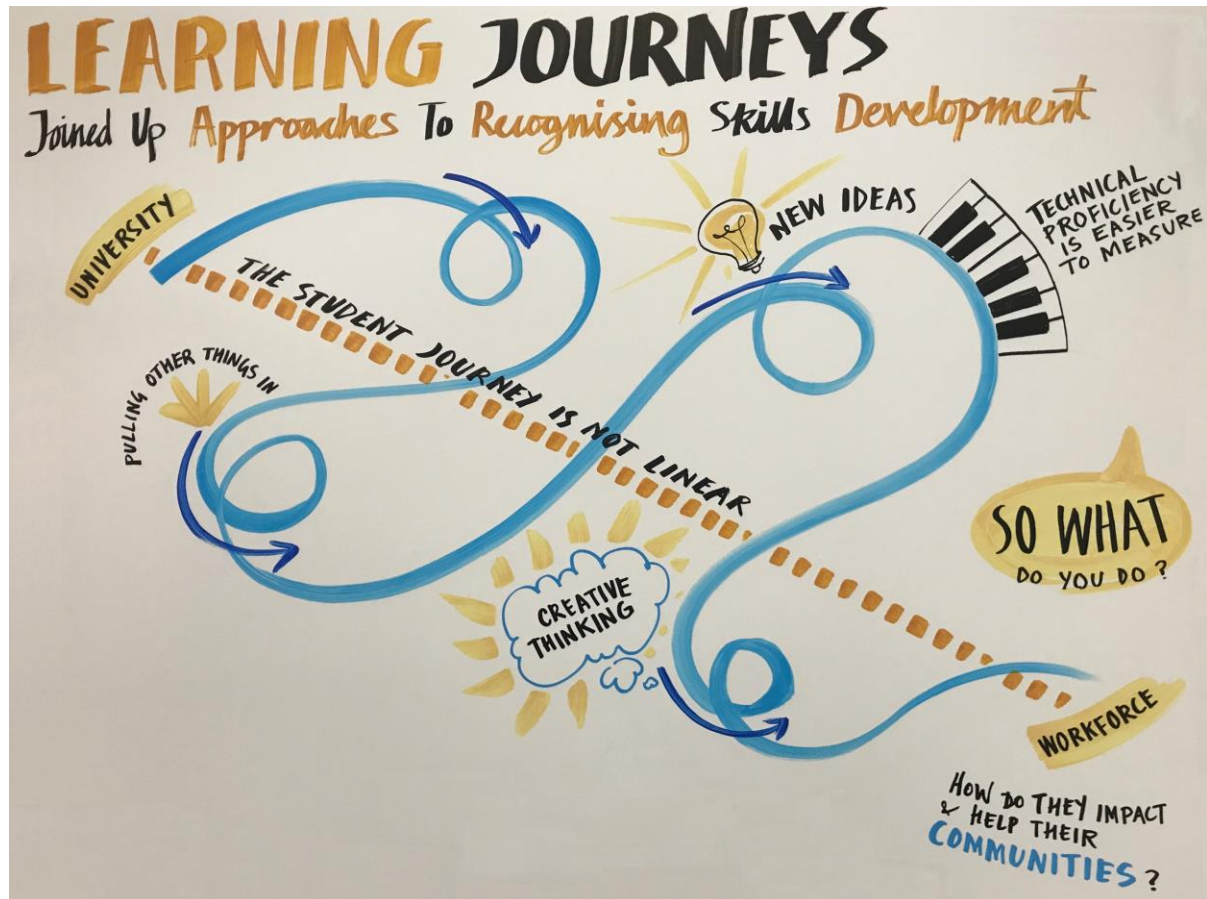 LEARNING JOURNEYS
Joined Up Approaches To Recognising Skills Development
UNIVERSITY
THE STUDENT JOURNEY IS NOT LINEAR
PULLING OTHER THINGS IN
NEW IDEAS
TECHNICAL
PROFICIENCY
IS EASIER
TO MEASURE
CREATIVE
THINKING
SO WHAT
DO YOU DO?
WORKFORCE
HOW DO THEY IMPACT
& HELP THEIR
COMMUNITIES?